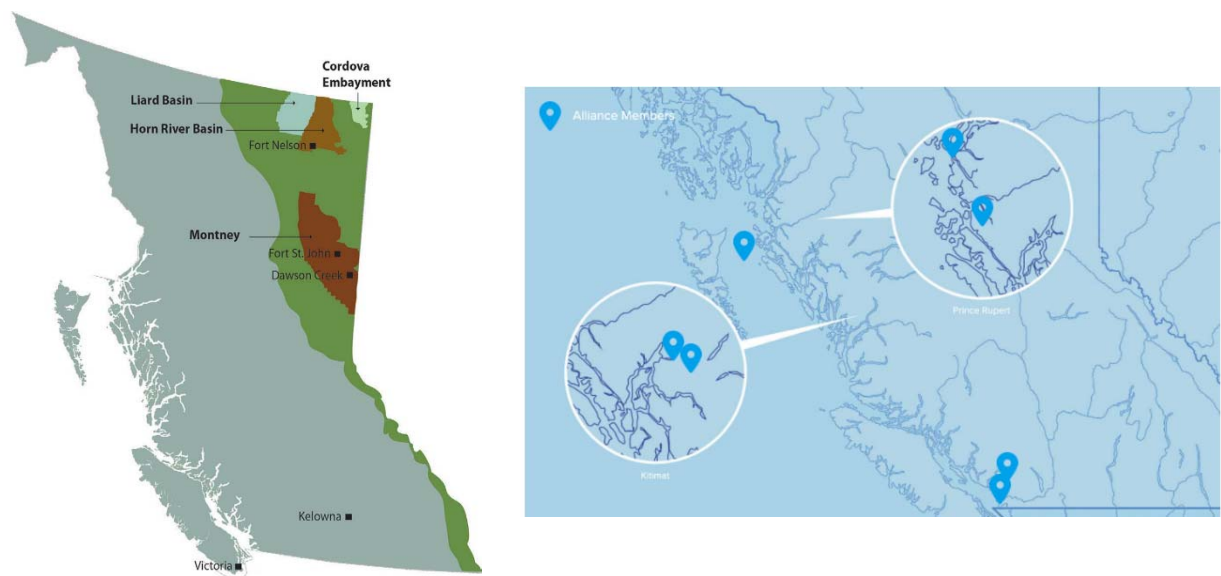 Cordova
Embayment
Liard Basin
Horn River Basin
Fort Nelson
Montney
Fort St. John
Dawson Creek
Kelowna
Victoria
Alliance Members
Prince Rupert
Kitimat